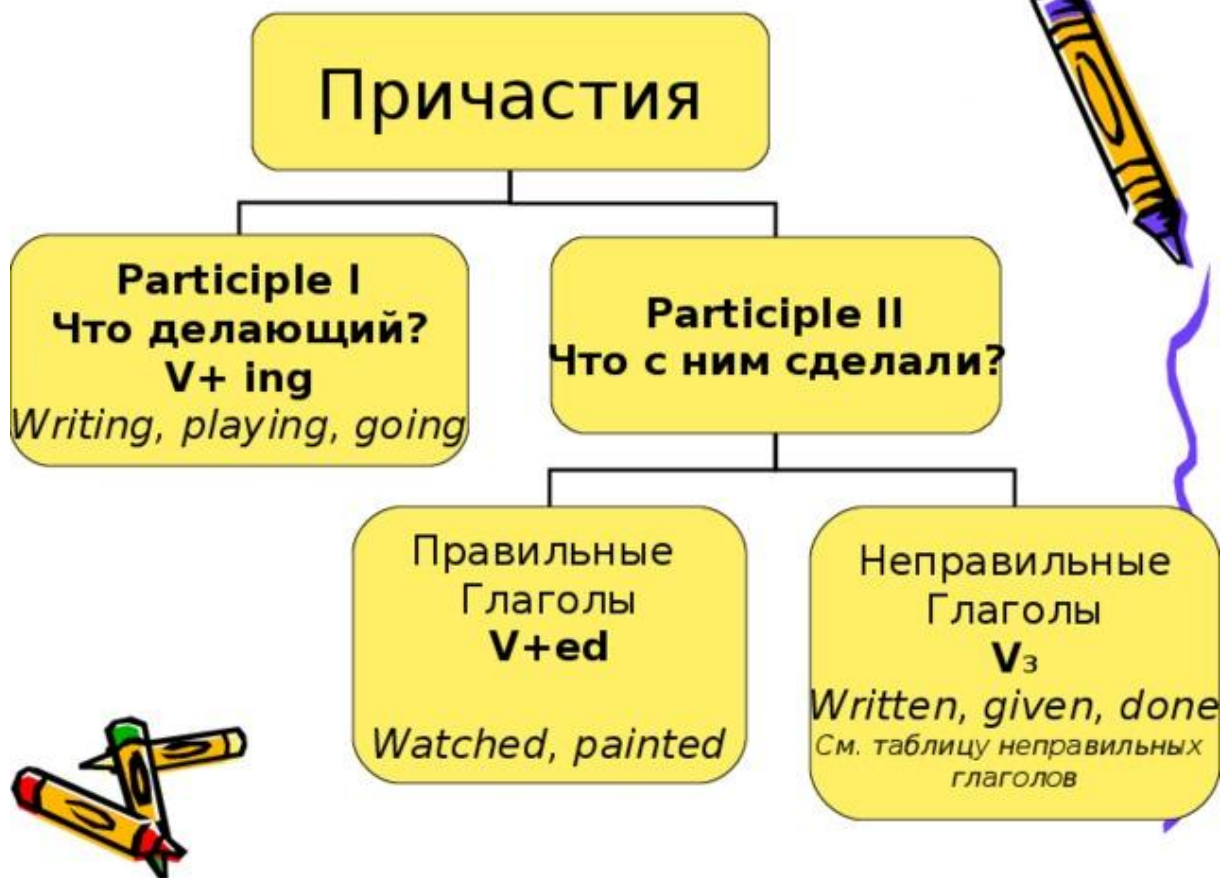 Причастия
Participle I
Что делающий?
V+ ing
Writing, playing, going
Participle II
Что с ним сделали?
Правильные
Глаголы
V+ed
Watched, painted
Неправильные
Глаголы
V₃
Written, given, done
См. таблицу неправильных
глаголов